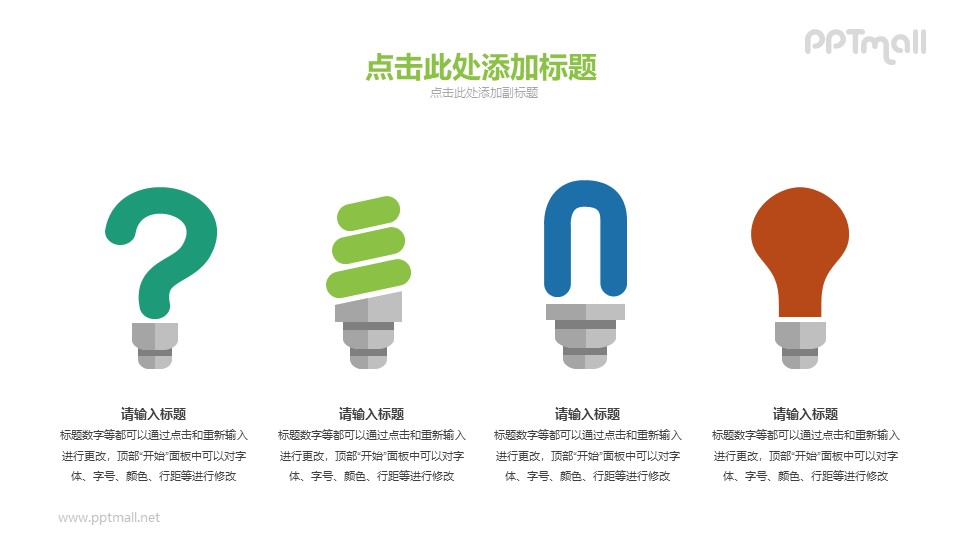 PPTmall
点击此处添加标题
点击此处添加副标题
请输入标题
标题数字等都可以通过点击和重新输入
进行更改，顶部“开始”面板中可以对字
体、字号、颜色、行距等进行修改
请输入标题
标题数字等都可以通过点击和重新输入
进行更改，顶部“开始”面板中可以对字
体、字号、颜色、行距等进行修改
请输入标题
标题数字等都可以通过点击和重新输入
进行更改，顶部“开始”面板中可以对字
体、字号、颜色、行距等进行修改
请输入标题
标题数字等都可以通过点击和重新输入
进行更改，顶部“开始”面板中可以对字
体、字号、颜色、行距等进行修改
www.pptmall.net